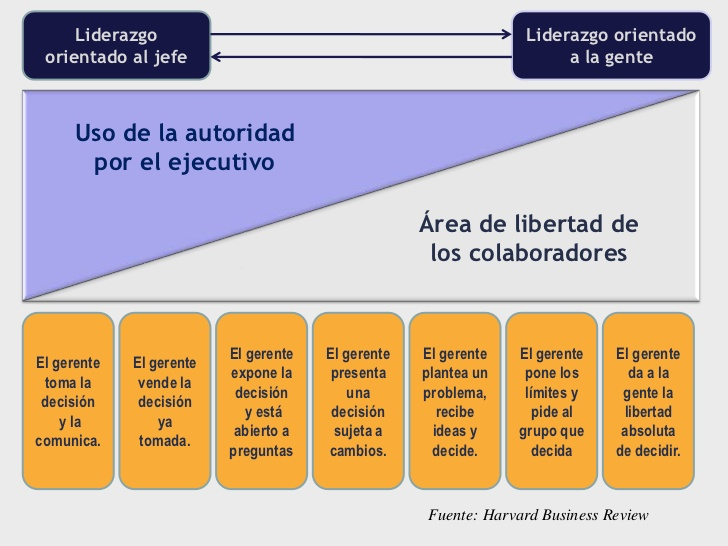 Liderazgo
orientado al jefe
Liderazgo orientado
a la gente
Uso de la autoridad
por el ejecutivo
Área de libertad de
los colaboradores
El gerente
toma la
decisión
y la
comunica.
El gerente
vende la
decisión
ya
tomada.
El gerente
expone la
decisión
y está
abierto a
preguntas
El gerente
presenta
una
decisión
sujeta a
cambios.
El gerente
plantea un
problema,
recibe
ideas y
decide.
El gerente
pone los
límites y
pide al
grupo que
decida
El gerente
da a la
gente la
libertad
absoluta
de decidir.
Fuente: Harvard Business Review